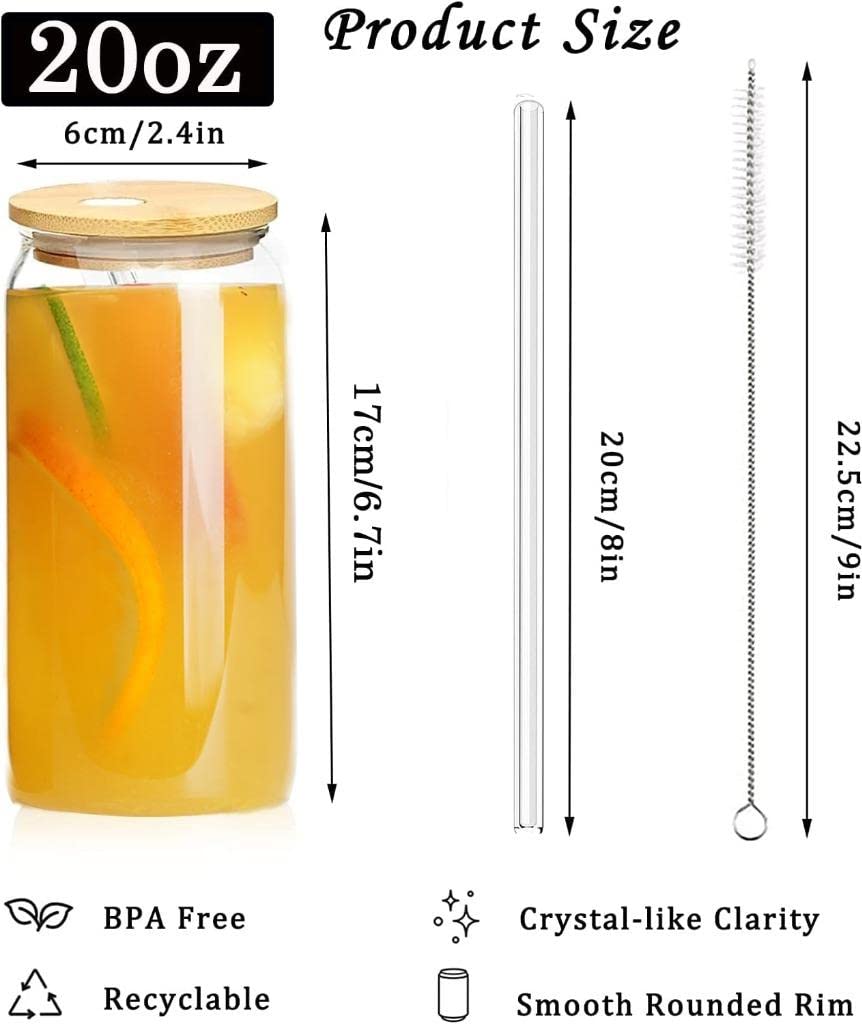 20oz
Product Size
6cm/2.4in
17cm/6.7in
20cm/8in
22.5cm/9in
BPA Free
Crystal-like Clarity
Recyclable
Smooth Rounded Rim